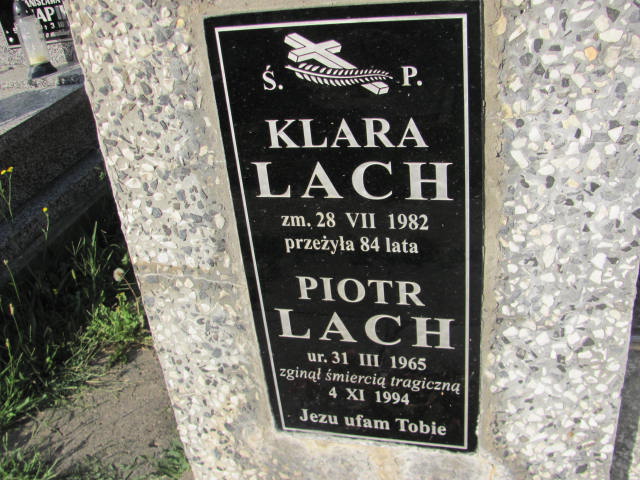 Ś. P.
KLARA
LACH
zm. 28 VII 1982
przeżyła 84 lata
PIOTR
LACH
ur. 31 III 1965
zginął śmiercią tragiczną
4 XI 1994
Jezu ufam Tobie